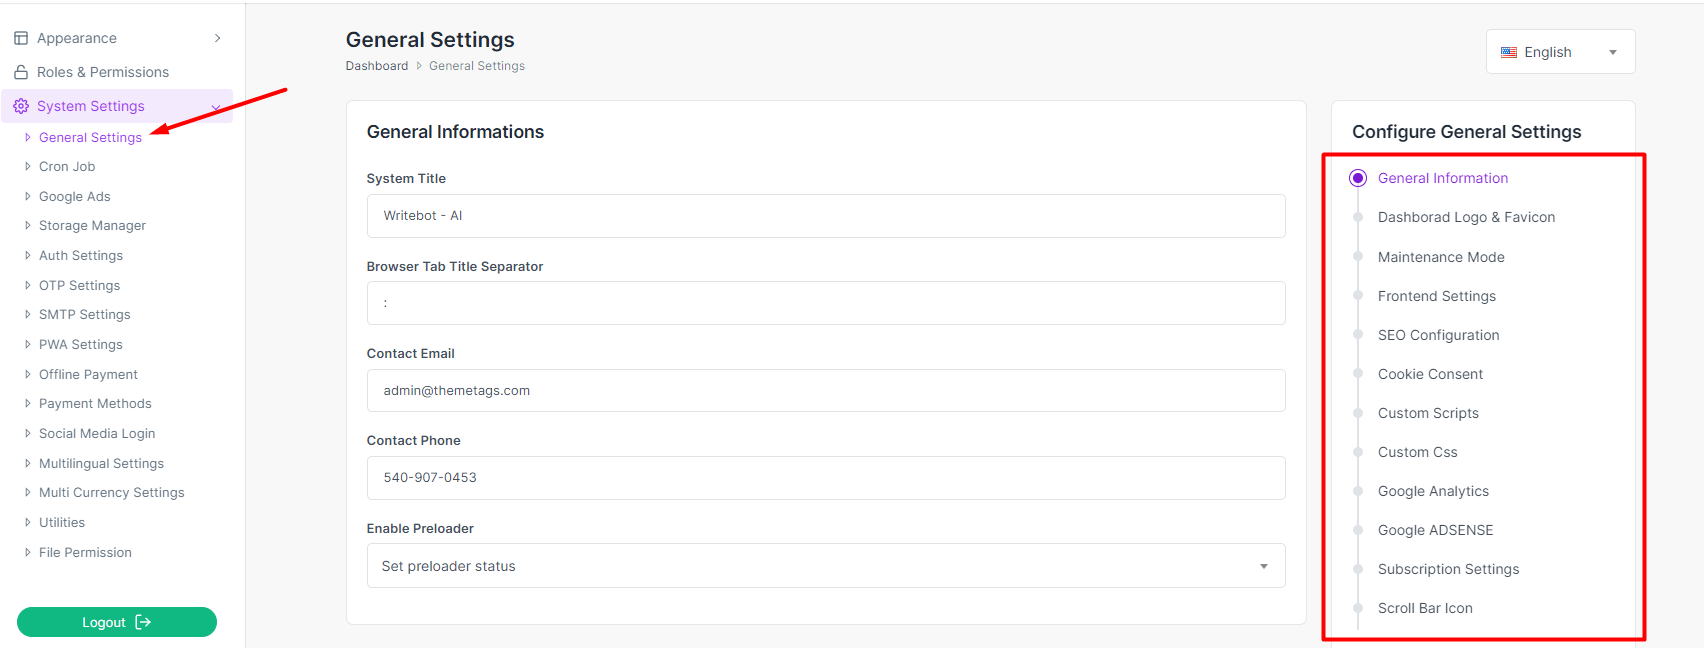 Appearance
Roles & Permissions
System Settings
General Settings
Cron Job
Google Ads
Storage Manager
Auth Settings
OTP Settings
SMTP Settings
PWA Settings
Offline Payment
Payment Methods
Social Media Login
Multilingual Settings
Multi Currency Settings
Utilities
File Permission
Logout
General Settings
Dashboard General Settings
English
General Informations
System Title
Writebot - AI
Browser Tab Title Separator
:
Contact Email
admin@themetags.com
Contact Phone
540-907-0453
Enable Preloader
Set preloader status
Configure General Settings
General Information
Dashborad Logo & Favicon
Maintenance Mode
Frontend Settings
SEO Configuration
Cookie Consent
Custom Scripts
Custom Css
Google Analytics
Google ADSENSE
Subscription Settings
Scroll Bar Icon